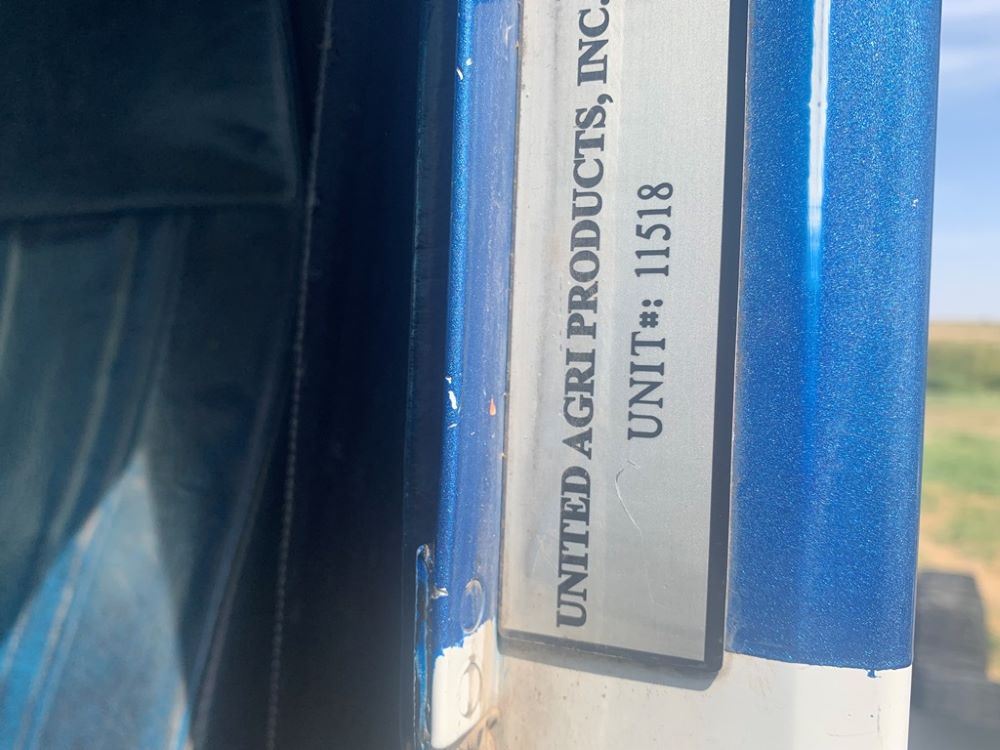 UNITED AGRI PRODUCTS, INC.
UNIT#: 11518